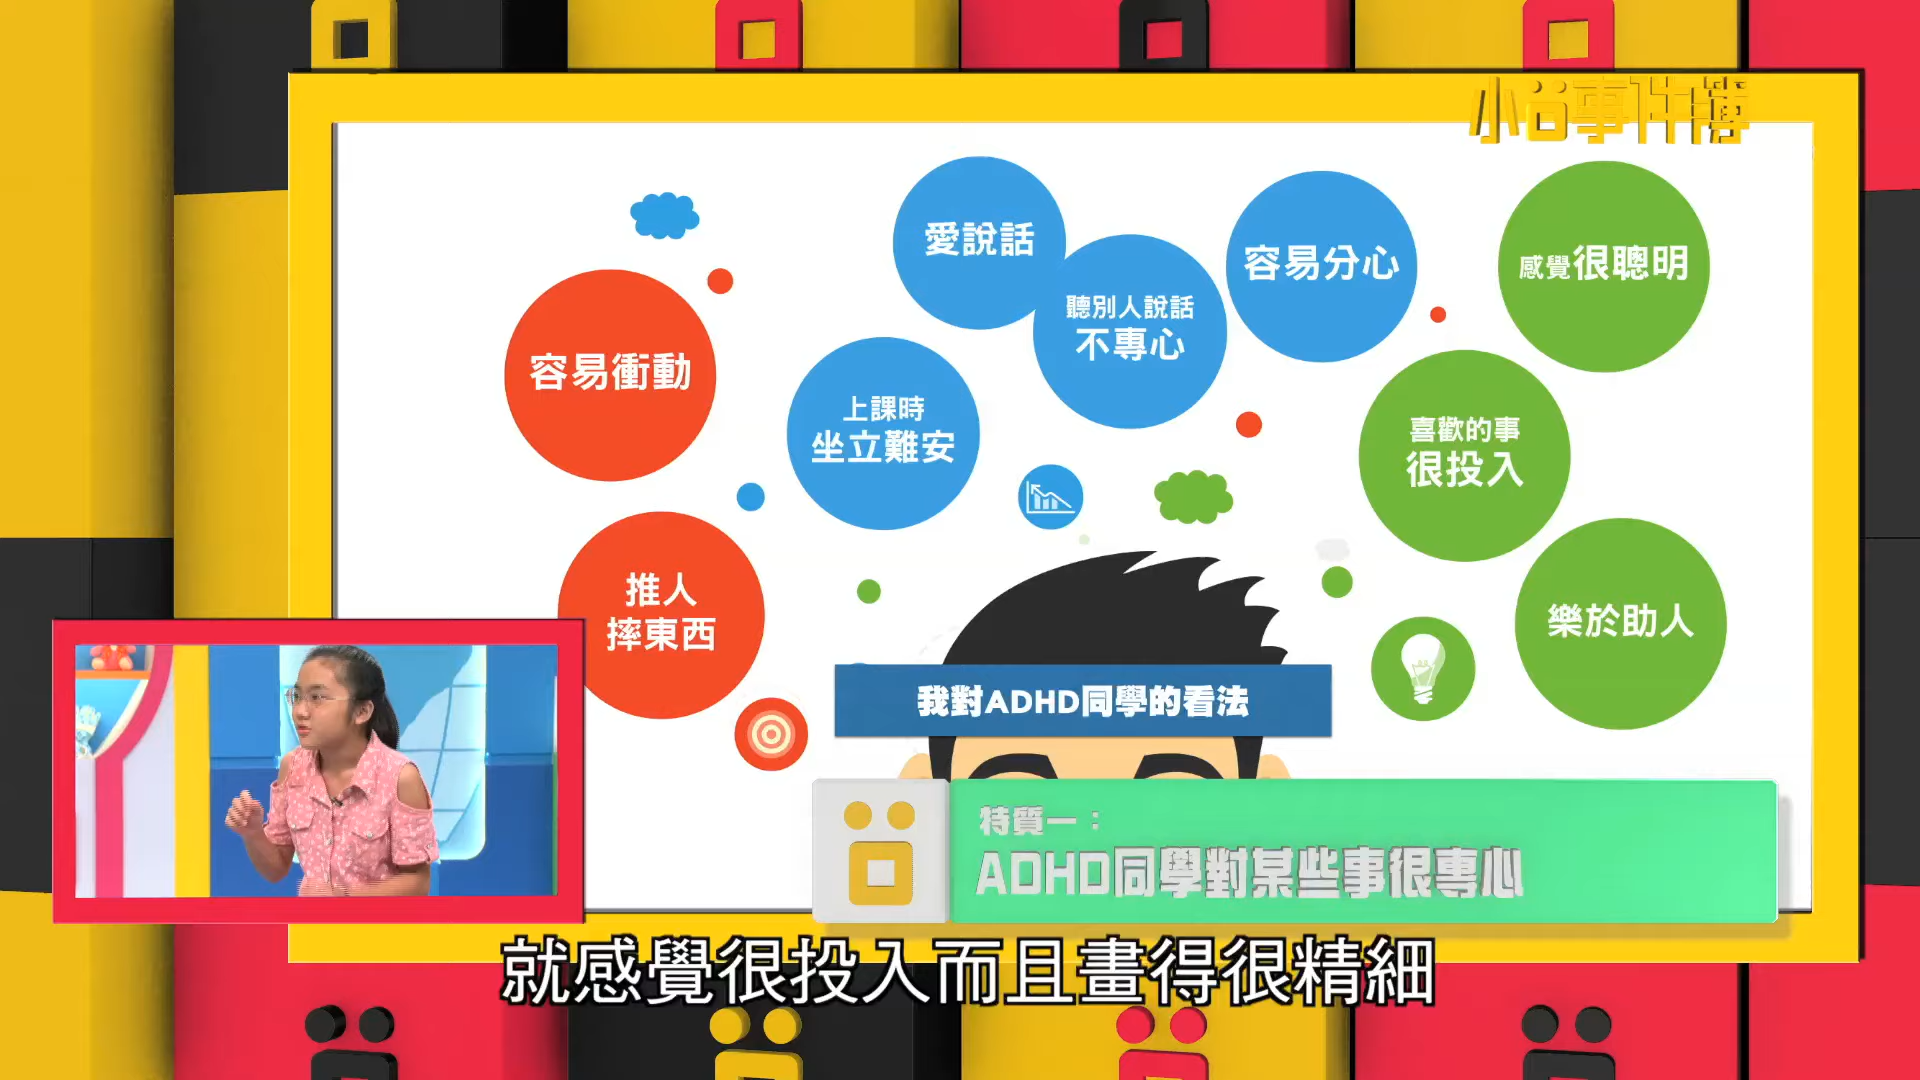 小吉事件簿
愛說話
容易分心
感覺很聰明
聽別人說話
不專心
容易衝動
上課時
坐立難安
喜歡的事
很投入
推人
摔東西
樂於助人
我對ADHD同學的看法
特質一：
ADHD同學對某些事很專心
就感覺很投入而且畫得很精細